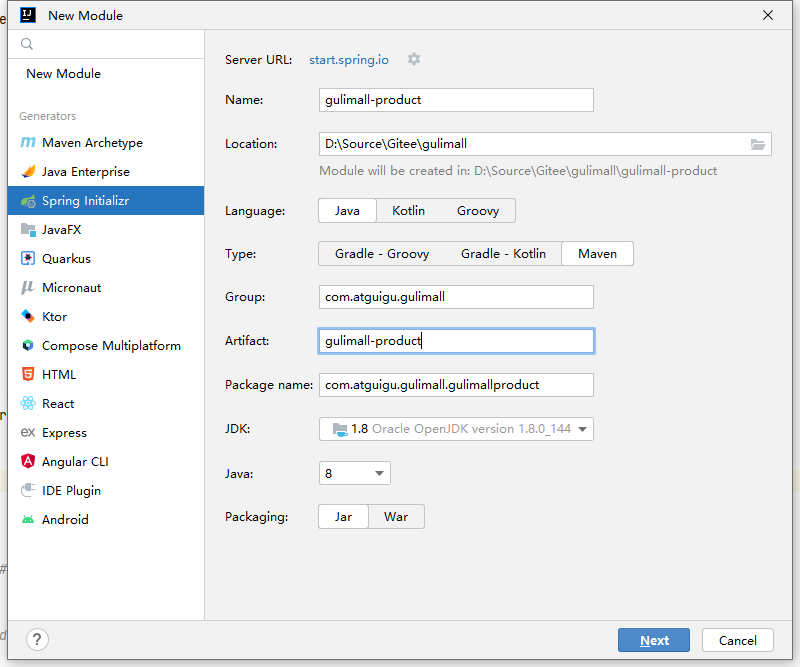 New Module
New Module
Generators
Maven Archetype
Java Enterprise
Spring Initializr
JavaFX
Quarkus
Micronaut
Ktor
Compose Multiplatform
HTML
React
Express
Angular CLI
IDE Plugin
Android
Server URL: start.spring.io
Name: gulimall-product
Location: D:\Source\Gitee\gulimall
Module will be created in: D:\Source\Gitee\gulimall\gulimall-product
Language: Java Kotlin Groovy
Type: Gradle - Groovy Gradle - Kotlin Maven
Group: com.atguigu.gulimall
Artifact: gulimall-product
Package name: com.atguigu.gulimall.gulimallproduct
JDK: 1.8 Oracle OpenJDK version 1.8.0_144
Java: 8
Packaging: Jar War
? Next Cancel